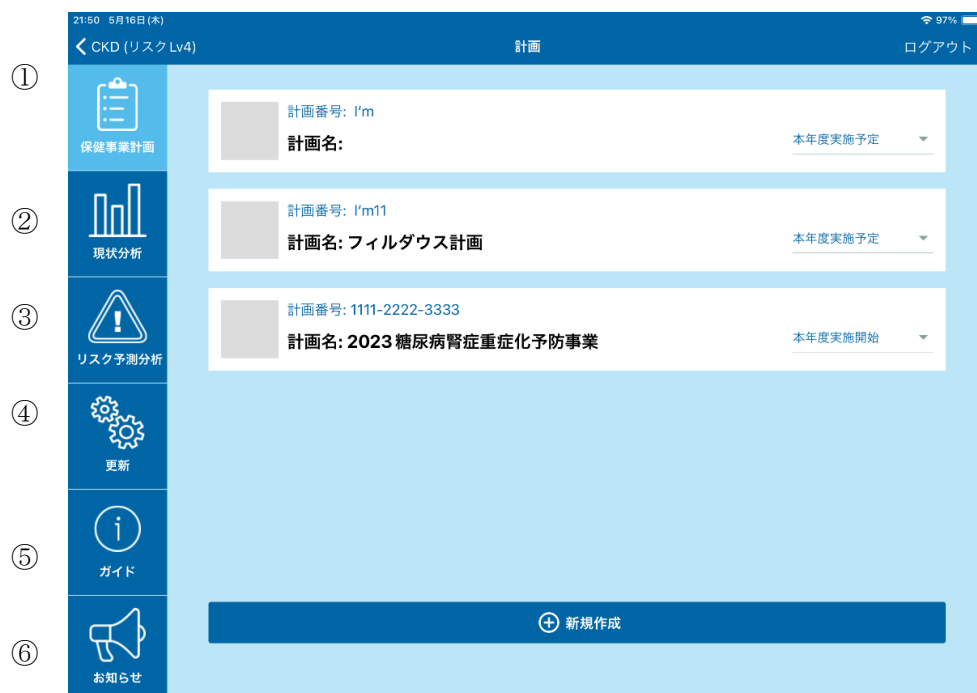 21:50 5月16日(木)
97%
CKD (リスク Lv4)
計画
ログアウト
①
保健事業計画
②
現状分析
③
リスク予測分析
④
更新
⑤
ガイド
⑥
お知らせ
計画番号: I'm
計画名:
本年度実施予定
計画番号: I'm11
計画名: フィルダウス計画
本年度実施予定
計画番号: 1111-2222-3333
計画名: 2023 糖尿病腎症重症化予防事業
本年度実施開始
新規作成